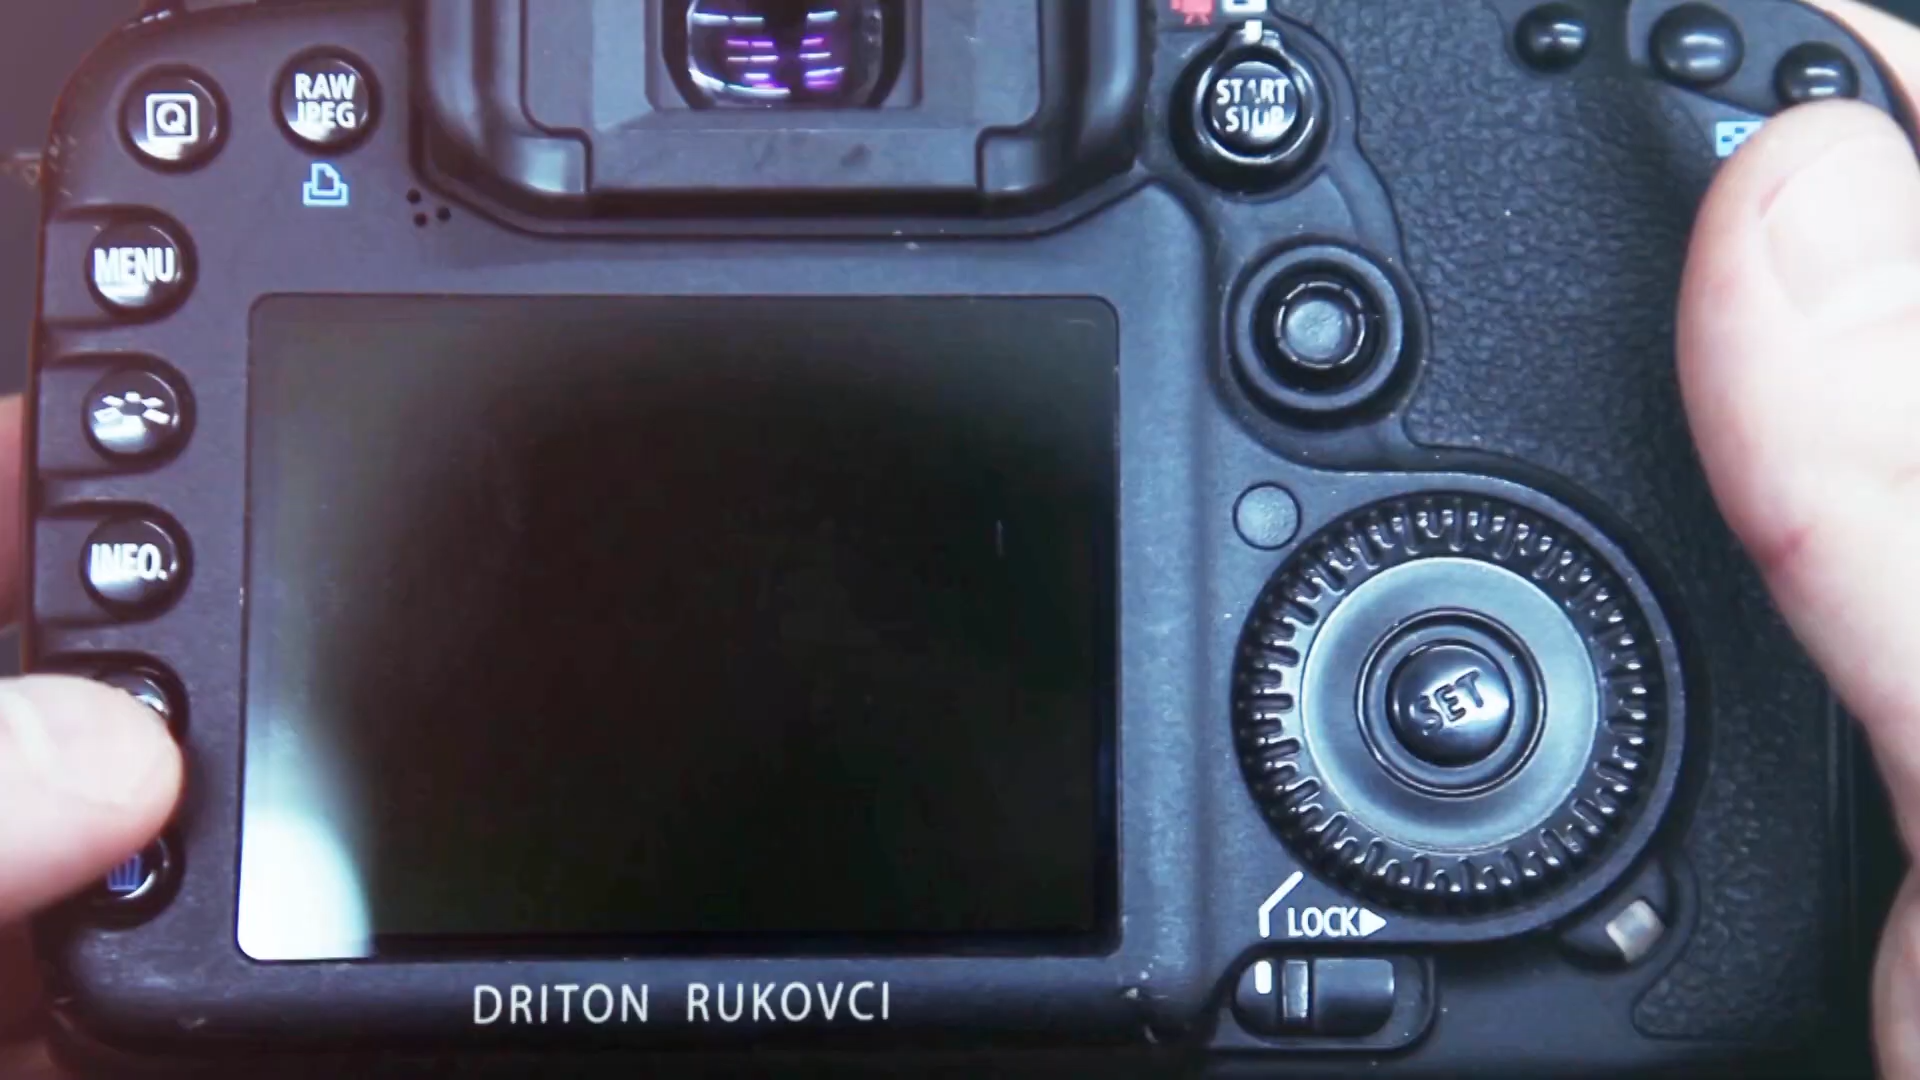 Q
RAW
JPEG
START
STOP
MENU
INFO.
SET
LOCK
DRITON RUKOVCI